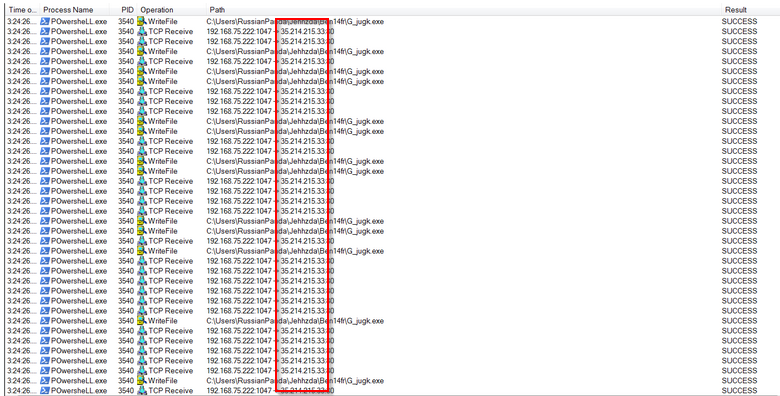 Time o... Process Name PID Operation Path Result
3:24:26... POwersheLL.exe 3540 WriteFile C:\Users\RussianPanda\Jehhzda\Ben14fr\G_jugk.exe SUCCESS
3:24:26... POwersheLL.exe 3540 TCP Receive 192.168.75.222:1047 -> 35.214.215.33:80 SUCCESS
3:24:26... POwersheLL.exe 3540 TCP Receive 192.168.75.222:1047 -> 35.214.215.33:80 SUCCESS
3:24:26... POwersheLL.exe 3540 WriteFile C:\Users\RussianPanda\Jehhzda\Ben14fr\G_jugk.exe SUCCESS
3:24:26... POwersheLL.exe 3540 TCP Receive 192.168.75.222:1047 -> 35.214.215.33:80 SUCCESS
3:24:26... POwersheLL.exe 3540 WriteFile C:\Users\RussianPanda\Jehhzda\Ben14fr\G_jugk.exe SUCCESS
3:24:26... POwersheLL.exe 3540 WriteFile C:\Users\RussianPanda\Jehhzda\Ben14fr\G_jugk.exe SUCCESS
3:24:26... POwersheLL.exe 3540 TCP Receive 192.168.75.222:1047 -> 35.214.215.33:80 SUCCESS
3:24:26... POwersheLL.exe 3540 TCP Receive 192.168.75.222:1047 -> 35.214.215.33:80 SUCCESS
3:24:26... POwersheLL.exe 3540 TCP Receive 192.168.75.222:1047 -> 35.214.215.33:80 SUCCESS
3:24:26... POwersheLL.exe 3540 WriteFile C:\Users\RussianPanda\Jehhzda\Ben14fr\G_jugk.exe SUCCESS
3:24:26... POwersheLL.exe 3540 WriteFile C:\Users\RussianPanda\Jehhzda\Ben14fr\G_jugk.exe SUCCESS
3:24:26... POwersheLL.exe 3540 TCP Receive 192.168.75.222:1047 -> 35.214.215.33:80 SUCCESS
3:24:26... POwersheLL.exe 3540 TCP Receive 192.168.75.222:1047 -> 35.214.215.33:80 SUCCESS
3:24:26... POwersheLL.exe 3540 WriteFile C:\Users\RussianPanda\Jehhzda\Ben14fr\G_jugk.exe SUCCESS
3:24:26... POwersheLL.exe 3540 WriteFile C:\Users\RussianPanda\Jehhzda\Ben14fr\G_jugk.exe SUCCESS
3:24:26... POwersheLL.exe 3540 TCP Receive 192.168.75.222:1047 -> 35.214.215.33:80 SUCCESS
3:24:26... POwersheLL.exe 3540 TCP Receive 192.168.75.222:1047 -> 35.214.215.33:80 SUCCESS
3:24:26... POwersheLL.exe 3540 TCP Receive 192.168.75.222:1047 -> 35.214.215.33:80 SUCCESS
3:24:26... POwersheLL.exe 3540 TCP Receive 192.168.75.222:1047 -> 35.214.215.33:80 SUCCESS
3:24:26... POwersheLL.exe 3540 WriteFile C:\Users\RussianPanda\Jehhzda\Ben14fr\G_jugk.exe SUCCESS
3:24:26... POwersheLL.exe 3540 WriteFile C:\Users\RussianPanda\Jehhzda\Ben14fr\G_jugk.exe SUCCESS
3:24:26... POwersheLL.exe 3540 TCP Receive 192.168.75.222:1047 -> 35.214.215.33:80 SUCCESS
3:24:26... POwersheLL.exe 3540 WriteFile C:\Users\RussianPanda\Jehhzda\Ben14fr\G_jugk.exe SUCCESS
3:24:26... POwersheLL.exe 3540 TCP Receive 192.168.75.222:1047 -> 35.214.215.33:80 SUCCESS
3:24:26... POwersheLL.exe 3540 TCP Receive 192.168.75.222:1047 -> 35.214.215.33:80 SUCCESS
3:24:26... POwersheLL.exe 3540 TCP Receive 192.168.75.222:1047 -> 35.214.215.33:80 SUCCESS
3:24:26... POwersheLL.exe 3540 TCP Receive 192.168.75.222:1047 -> 35.214.215.33:80 SUCCESS
3:24:26... POwersheLL.exe 3540 TCP Receive 192.168.75.222:1047 -> 35.214.215.33:80 SUCCESS
3:24:26... POwersheLL.exe 3540 TCP Receive 192.168.75.222:1047 -> 35.214.215.33:80 SUCCESS
3:24:26... POwersheLL.exe 3540 WriteFile C:\Users\RussianPanda\Jehhzda\Ben14fr\G_jugk.exe SUCCESS
3:24:26... POwersheLL.exe 3540 TCP Receive 192.168.75.222:1047 -> 35.214.215.33:80 SUCCESS
3:24:26... POwersheLL.exe 3540 TCP Receive 192.168.75.222:1047 -> 35.214.215.33:80 SUCCESS
3:24:26... POwersheLL.exe 3540 TCP Receive 192.168.75.222:1047 -> 35.214.215.33:80 SUCCESS
3:24:26... POwersheLL.exe 3540 TCP Receive 192.168.75.222:1047 -> 35.214.215.33:80 SUCCESS
3:24:26... POwersheLL.exe 3540 TCP Receive 192.168.75.222:1047 -> 35.214.215.33:80 SUCCESS
3:24:26... POwersheLL.exe 3540 WriteFile C:\Users\RussianPanda\Jehhzda\Ben14fr\G_jugk.exe SUCCESS
3:24:26... POwersheLL.exe 3540 TCP Receive 192.168.75.222:1047 -> 35.214.215.33:80 SUCCESS